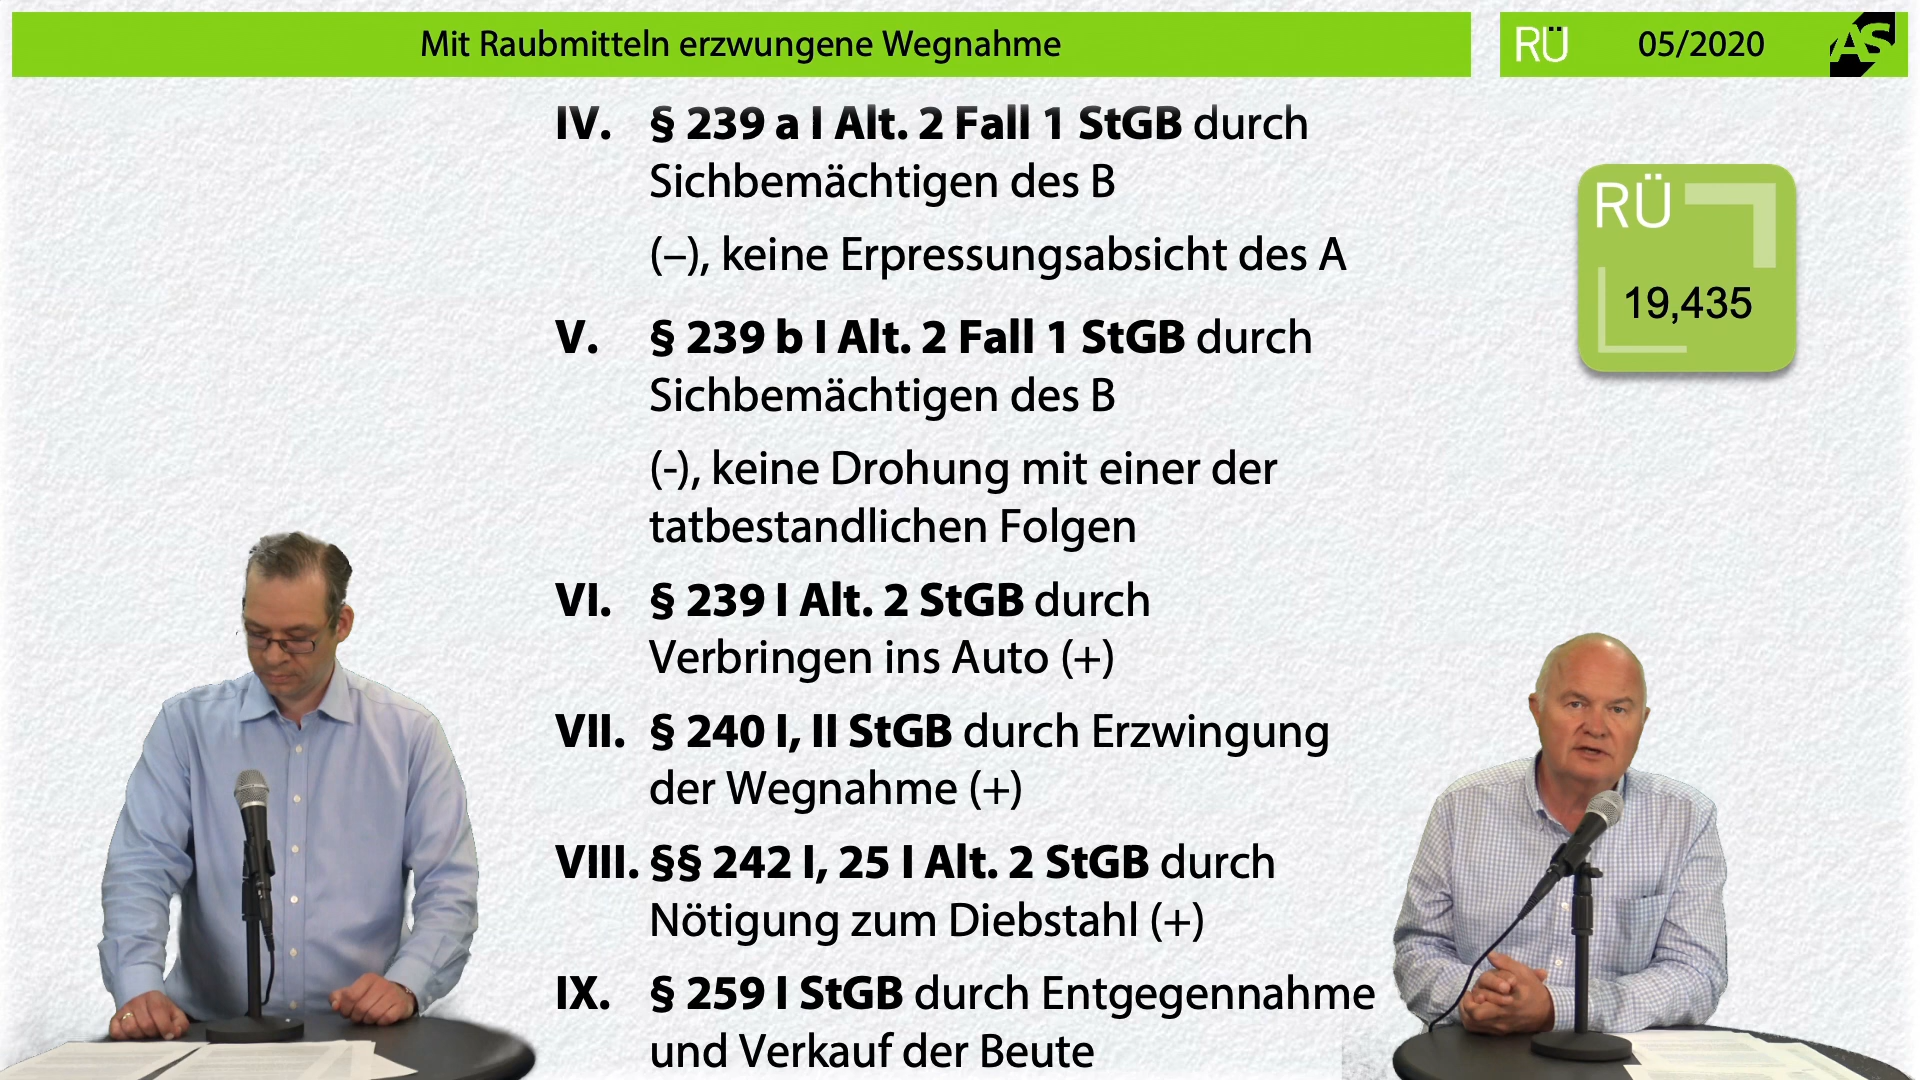 Mit Raubmitteln erzwungene Wegnahme
RÜ 05/2020 AS
IV. § 239 a I Alt. 2 Fall 1 StGB durch
Sichbemächtigen des B
(–), keine Erpressungsabsicht des A
RÜ
19,435
V. § 239 b I Alt. 2 Fall 1 StGB durch
Sichbemächtigen des B
(-), keine Drohung mit einer der
tatbestandlichen Folgen
VI. § 239 I Alt. 2 StGB durch
Verbringen ins Auto (+)
VII. § 240 I, II StGB durch Erzwingung
der Wegnahme (+)
VIII. §§ 242 I, 25 I Alt. 2 StGB durch
Nötigung zum Diebstahl (+)
IX. § 259 I StGB durch Entgegennahme
und Verkauf der Beute